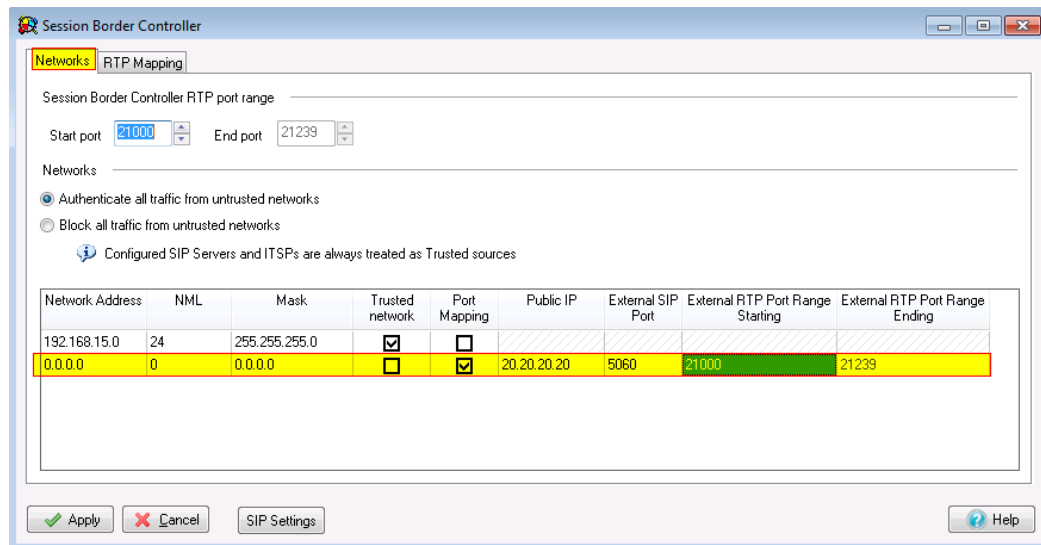 Session Border Controller
Networks RTP Mapping
Session Border Controller RTP port range
Start port 21000 End port 21239
Networks
Authenticate all traffic from untrusted networks
Block all traffic from untrusted networks
Configured SIP Servers and ITSPs are always treated as Trusted sources
Network Address NML Mask Trusted network Port Mapping Public IP External SIP Port External RTP Port Range Starting External RTP Port Range Ending
192.168.15.0 24 255.255.255.0
0.0.0.0 0 0.0.0.0 20.20.20.20 5060 21000 21239
Apply Cancel SIP Settings Help